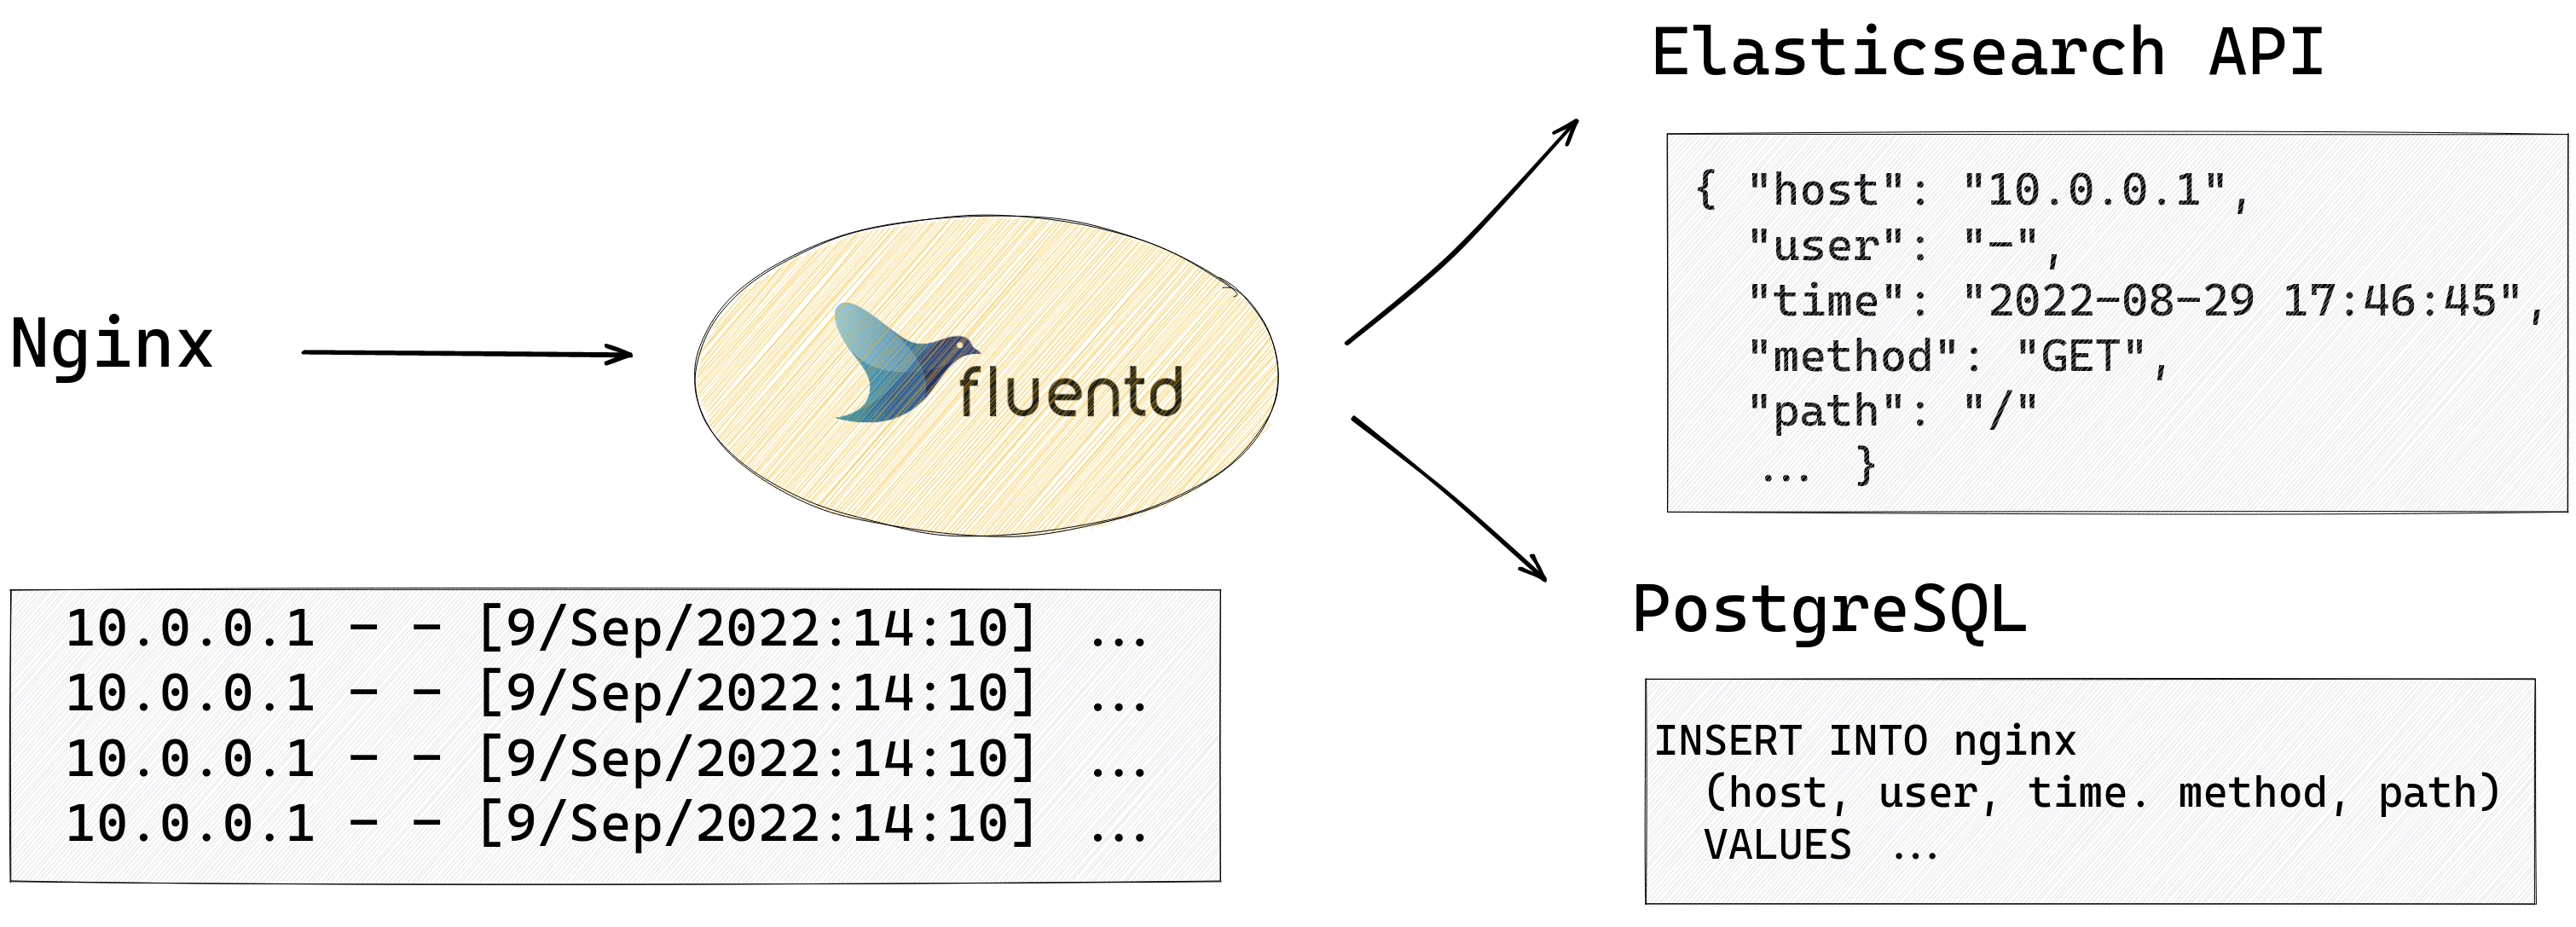 Nginx
fluentd
10.0.0.1 - - [9/Sep/2022:14:10] ...
10.0.0.1 - - [9/Sep/2022:14:10] ...
10.0.0.1 - - [9/Sep/2022:14:10] ...
10.0.0.1 - - [9/Sep/2022:14:10] ...
Elasticsearch API
{ "host": "10.0.0.1",
"user": "-",
"time": "2022-08-29 17:46:45",
"method": "GET",
"path": "/"
... }
PostgreSQL
INSERT INTO nginx
(host, user, time. method, path)
VALUES ...